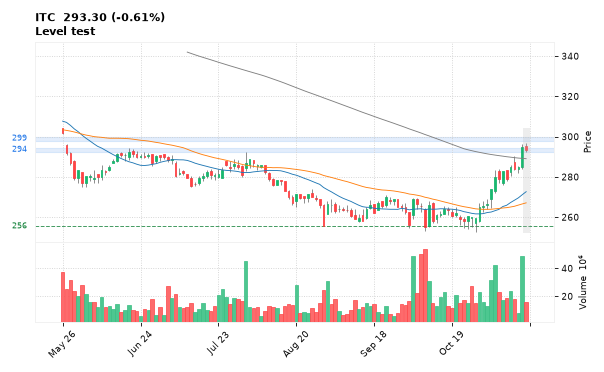 ITC 293.30 (-0.61%)
Level test
340
320
300
280
260
Price
299
294
256
40
20
Volume 10⁴
May 26
Jun 24
Jul 23
Aug 20
Sep 18
Oct 19